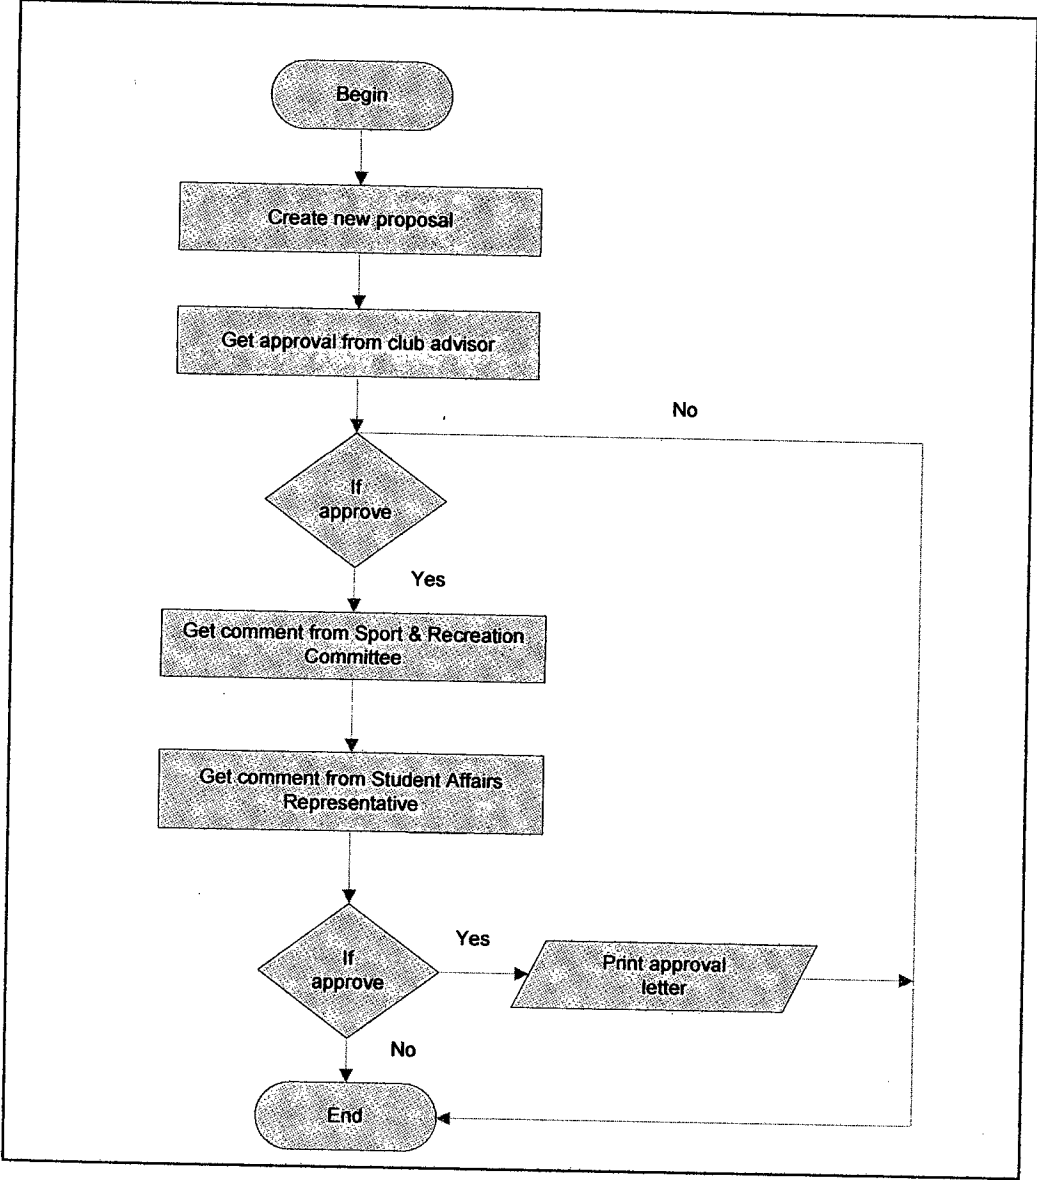 Begin
Create new proposal
Get approval from club advisor
No
If
approve
Yes
Get comment from Sport & Recreation
Committee
Get comment from Student Affairs
Representative
If
approve
Yes
Print approval
letter
No
End